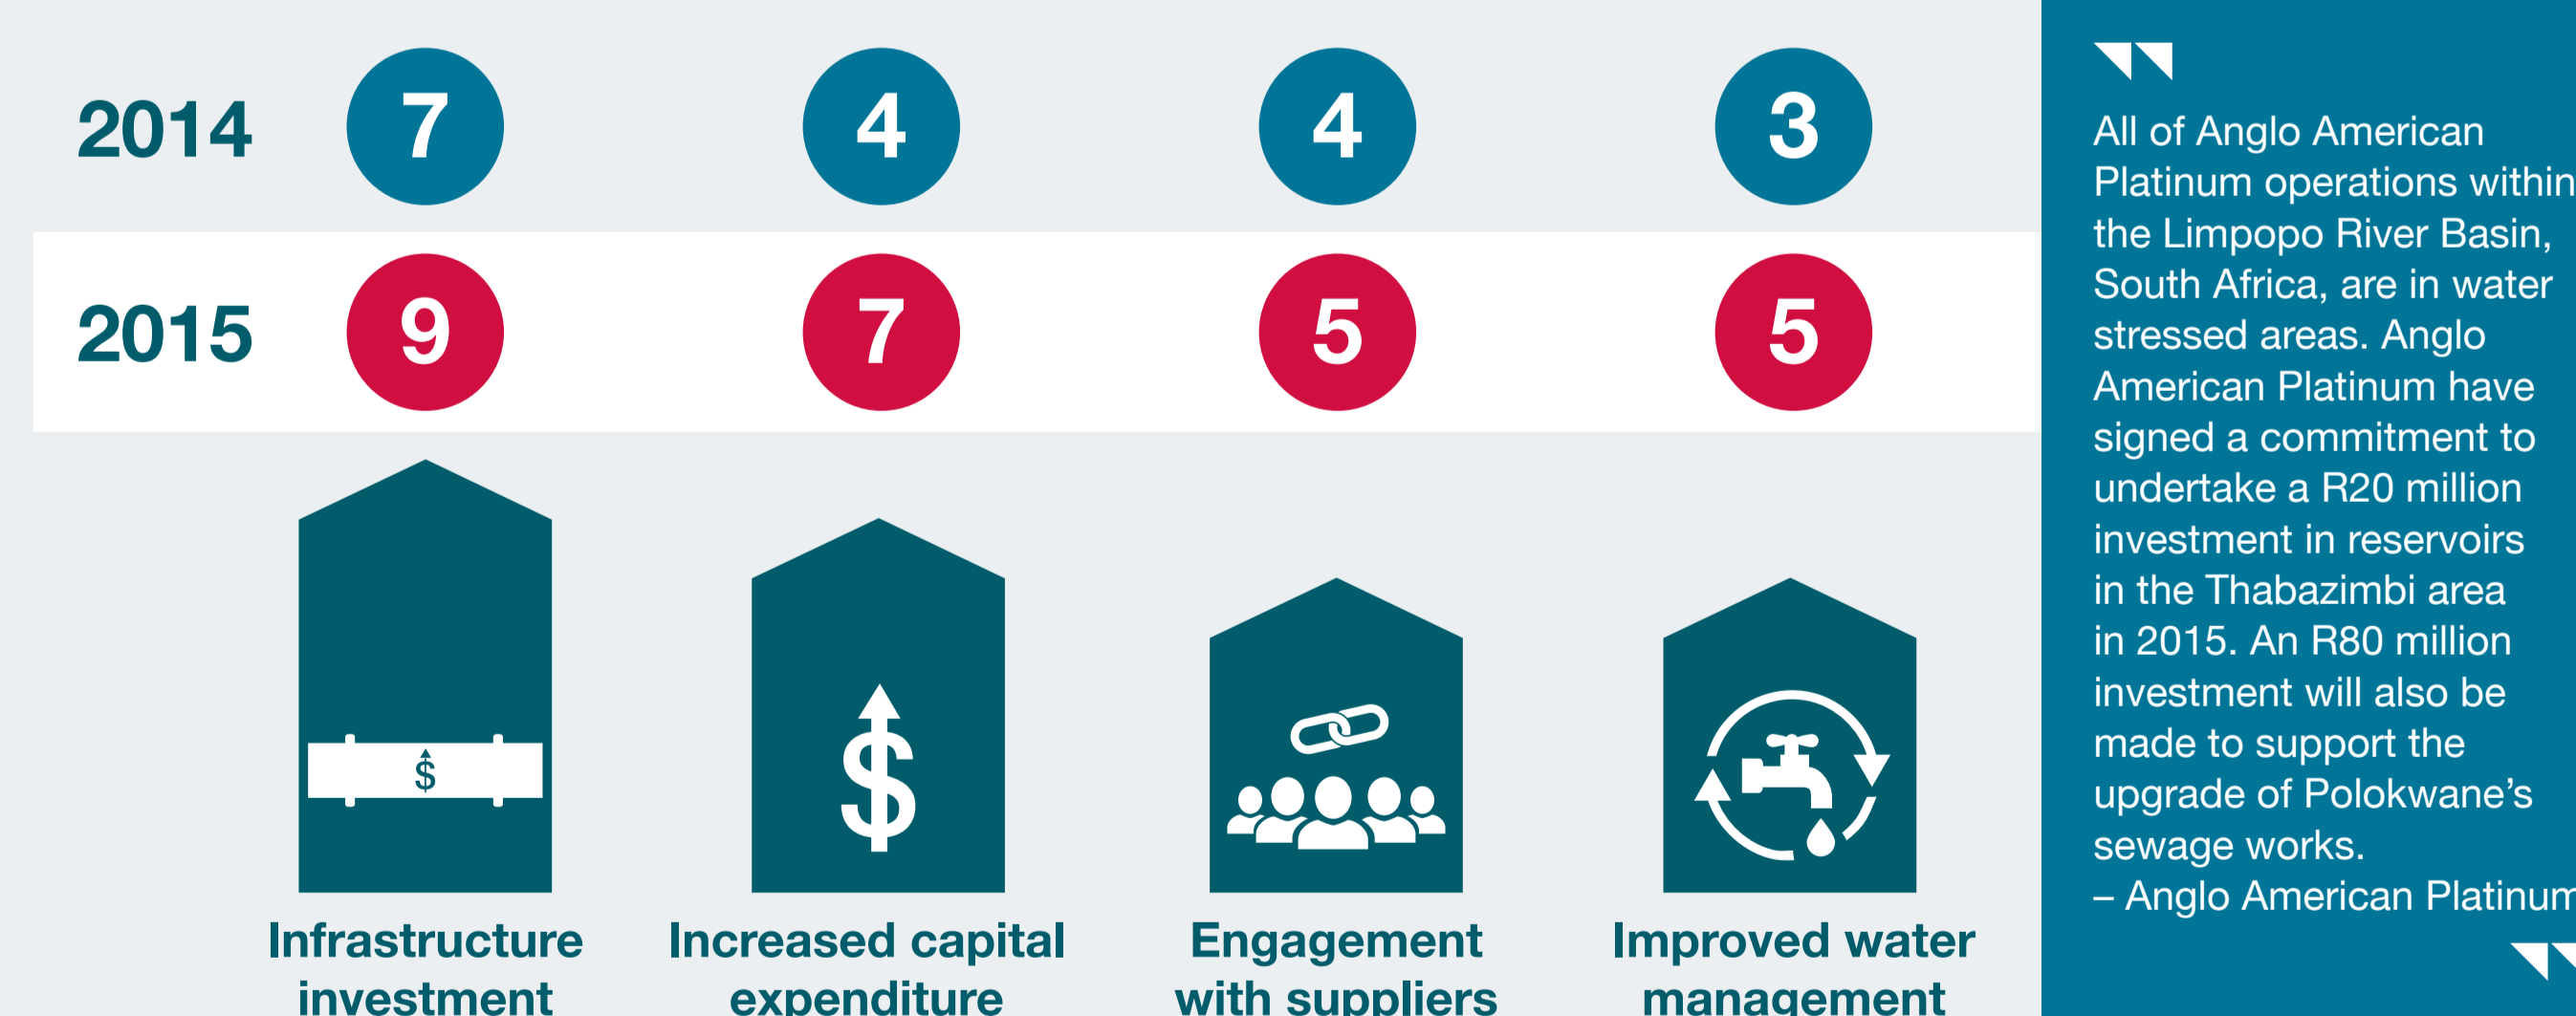 2014 7 4 4 3
2015 9 7 5 5
$
$
Infrastructure
investment
Increased capital
expenditure
Engagement
with suppliers
Improved water
management
All of Anglo American
Platinum operations within
the Limpopo River Basin,
South Africa, are in water
stressed areas. Anglo
American Platinum have
signed a commitment to
undertake a R20 million
investment in reservoirs
in the Thabazimbi area
in 2015. An R80 million
investment will also be
made to support the
upgrade of Polokwane’s
sewage works.
– Anglo American Platinum